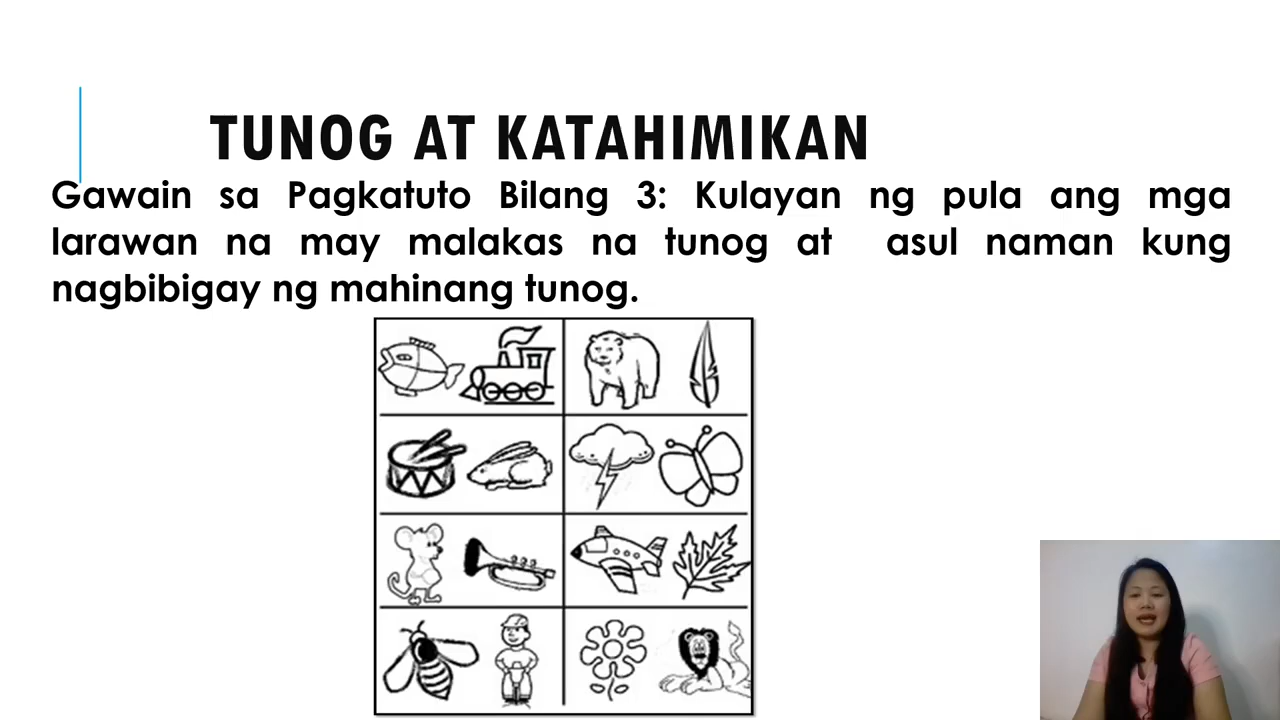 TUNOG AT KATAHIMIKAN
Gawain sa Pagkatuto Bilang 3: Kulayan ng pula ang mga
larawan na may malakas na tunog at asul naman kung
nagbibigay ng mahinang tunog.